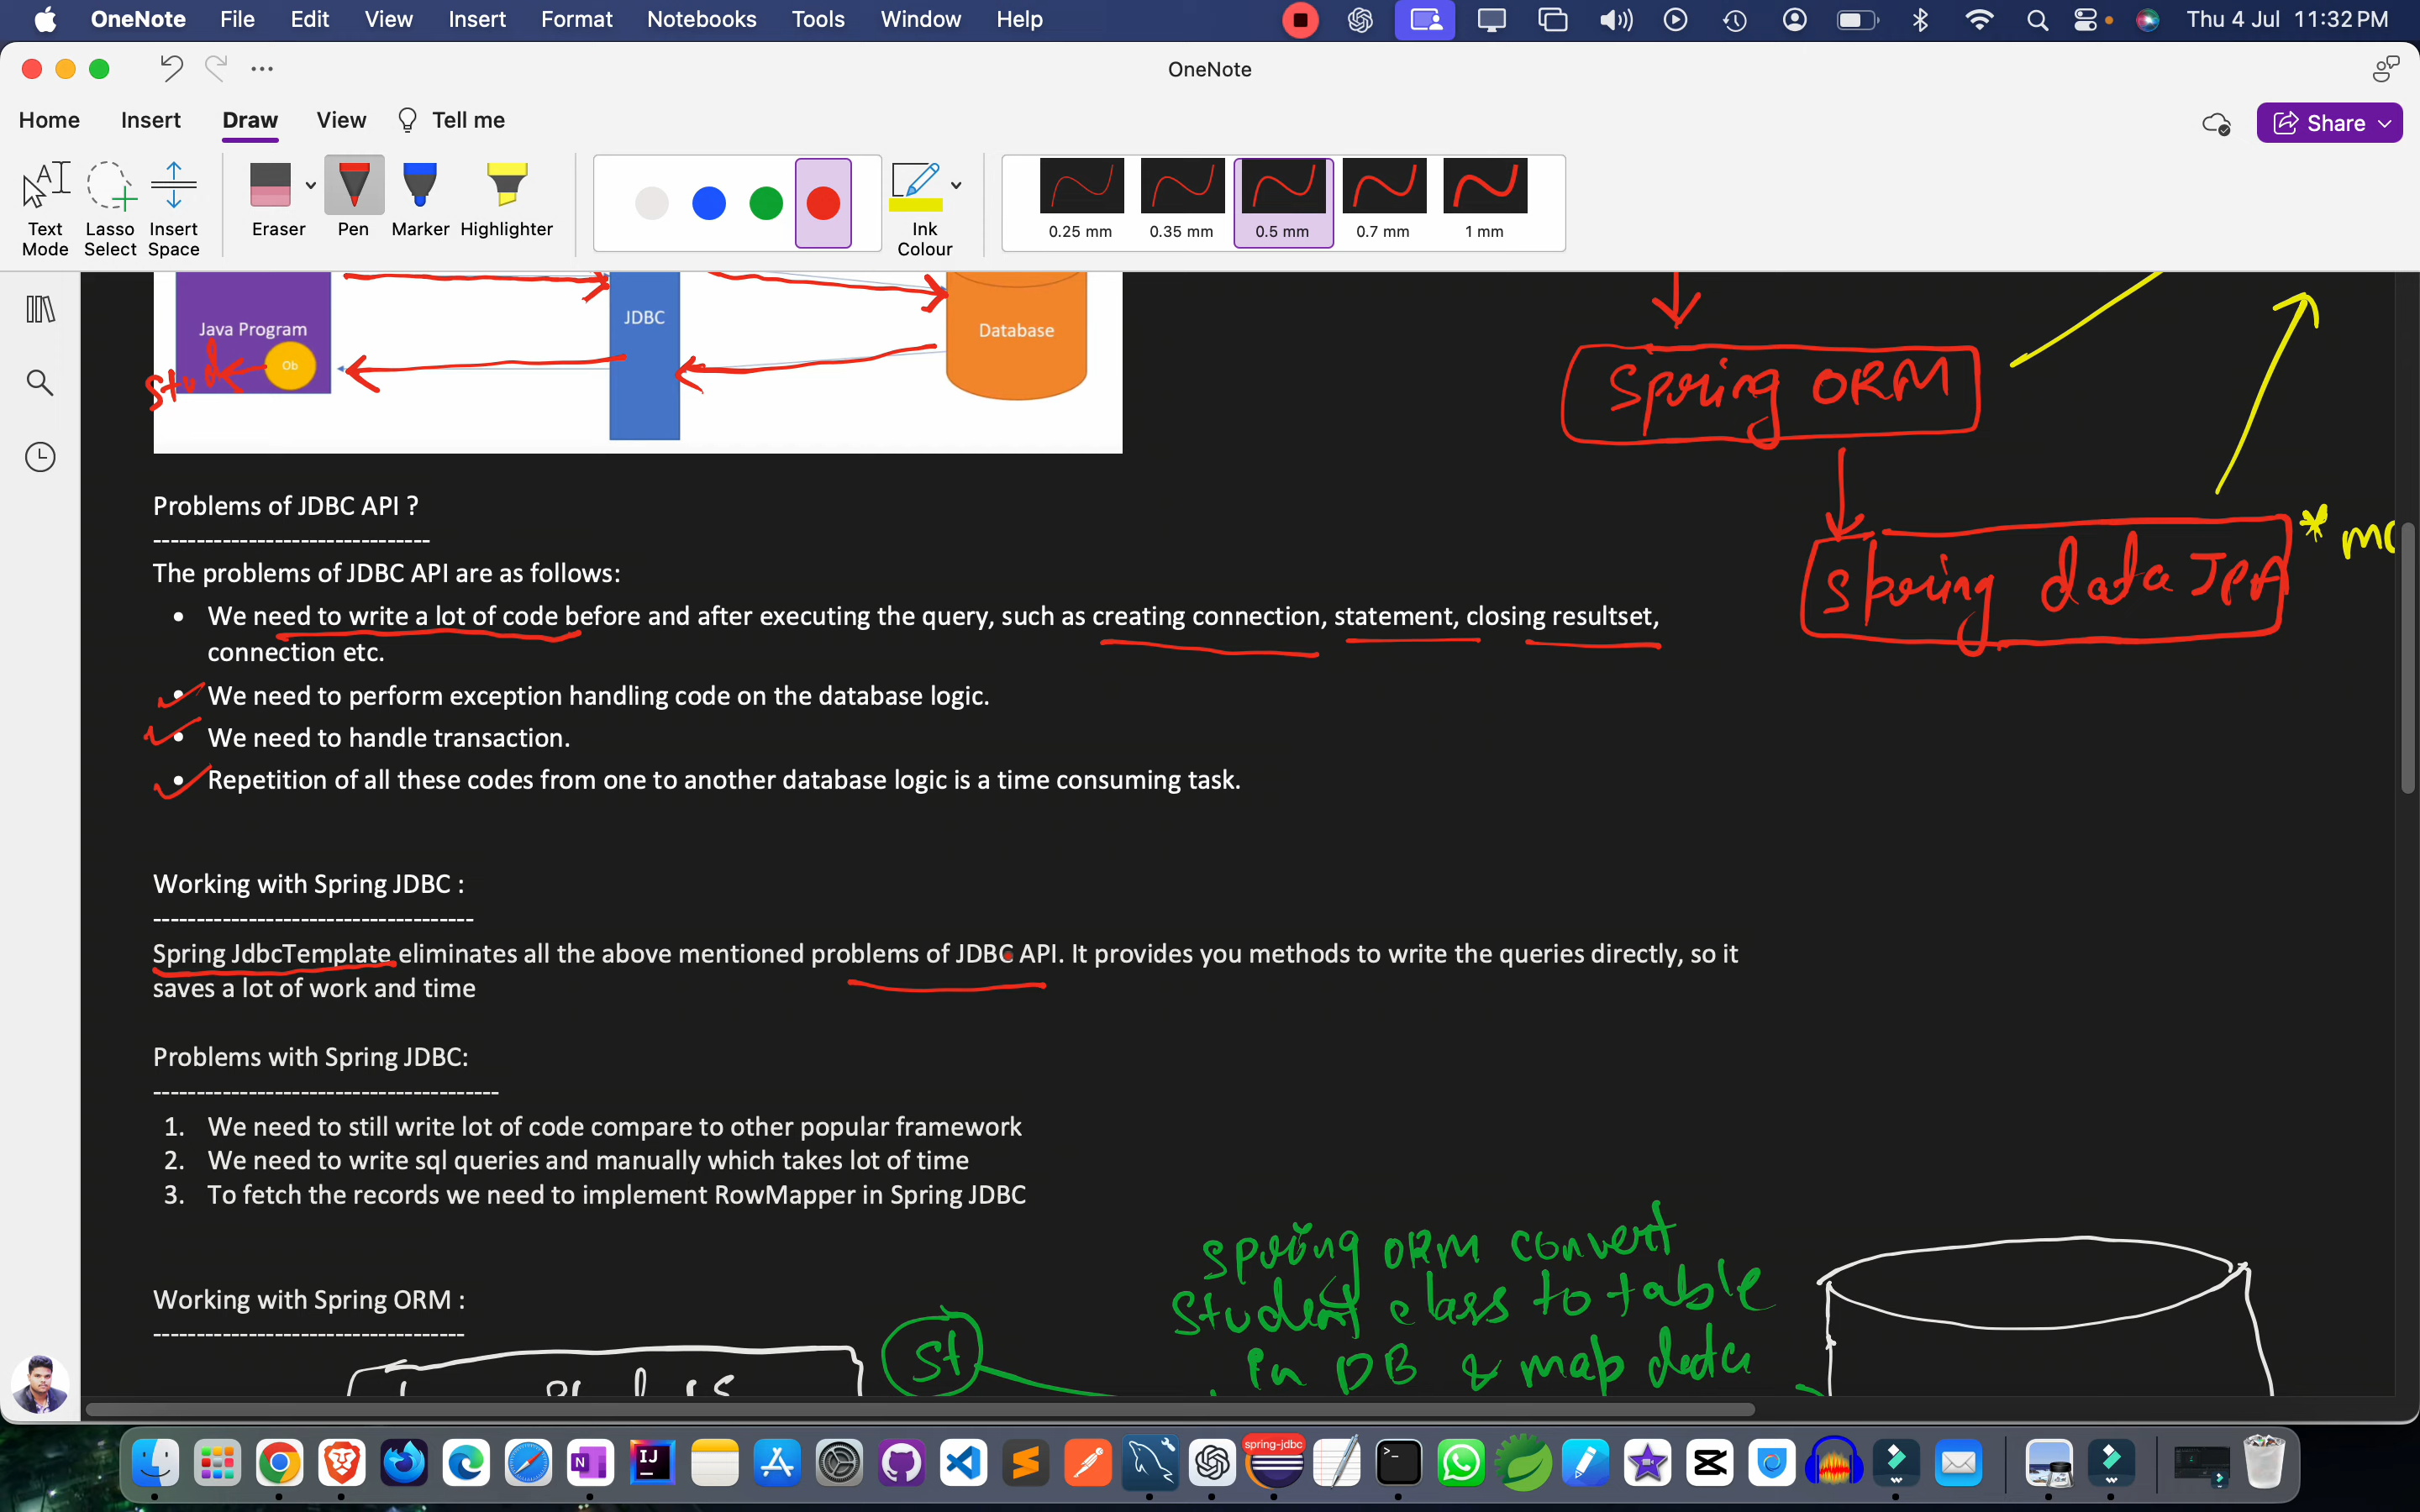 OneNote File Edit View Insert Format Notebooks Tools Window Help Thu 4 Jul 11:32 PM
OneNote
Home Insert Draw View Tell me Share
Text Mode
Lasso Select
Insert Space
Eraser
Pen
Marker
Highlighter
Ink Colour
0.25 mm 0.35 mm 0.5 mm 0.7 mm 1 mm
Java Program
Ob
Stud
JDBC
Database
Spring ORM
Spring data JPA
Problems of JDBC API ?
-------------------------------
The problems of JDBC API are as follows:
• We need to write a lot of code before and after executing the query, such as creating connection, statement, closing resultset,
connection etc.
• We need to perform exception handling code on the database logic.
• We need to handle transaction.
• Repetition of all these codes from one to another database logic is a time consuming task.
Working with Spring JDBC :
------------------------------------
Spring JdbcTemplate eliminates all the above mentioned problems of JDBC API. It provides you methods to write the queries directly, so it
saves a lot of work and time
Problems with Spring JDBC:
---------------------------------------
1. We need to still write lot of code compare to other popular framework
2. We need to write sql queries and manually which takes lot of time
3. To fetch the records we need to implement RowMapper in Spring JDBC
Working with Spring ORM :
-----------------------------------
Spring ORM convert
Student class to table
in DB & map data
St
spring-jdbc